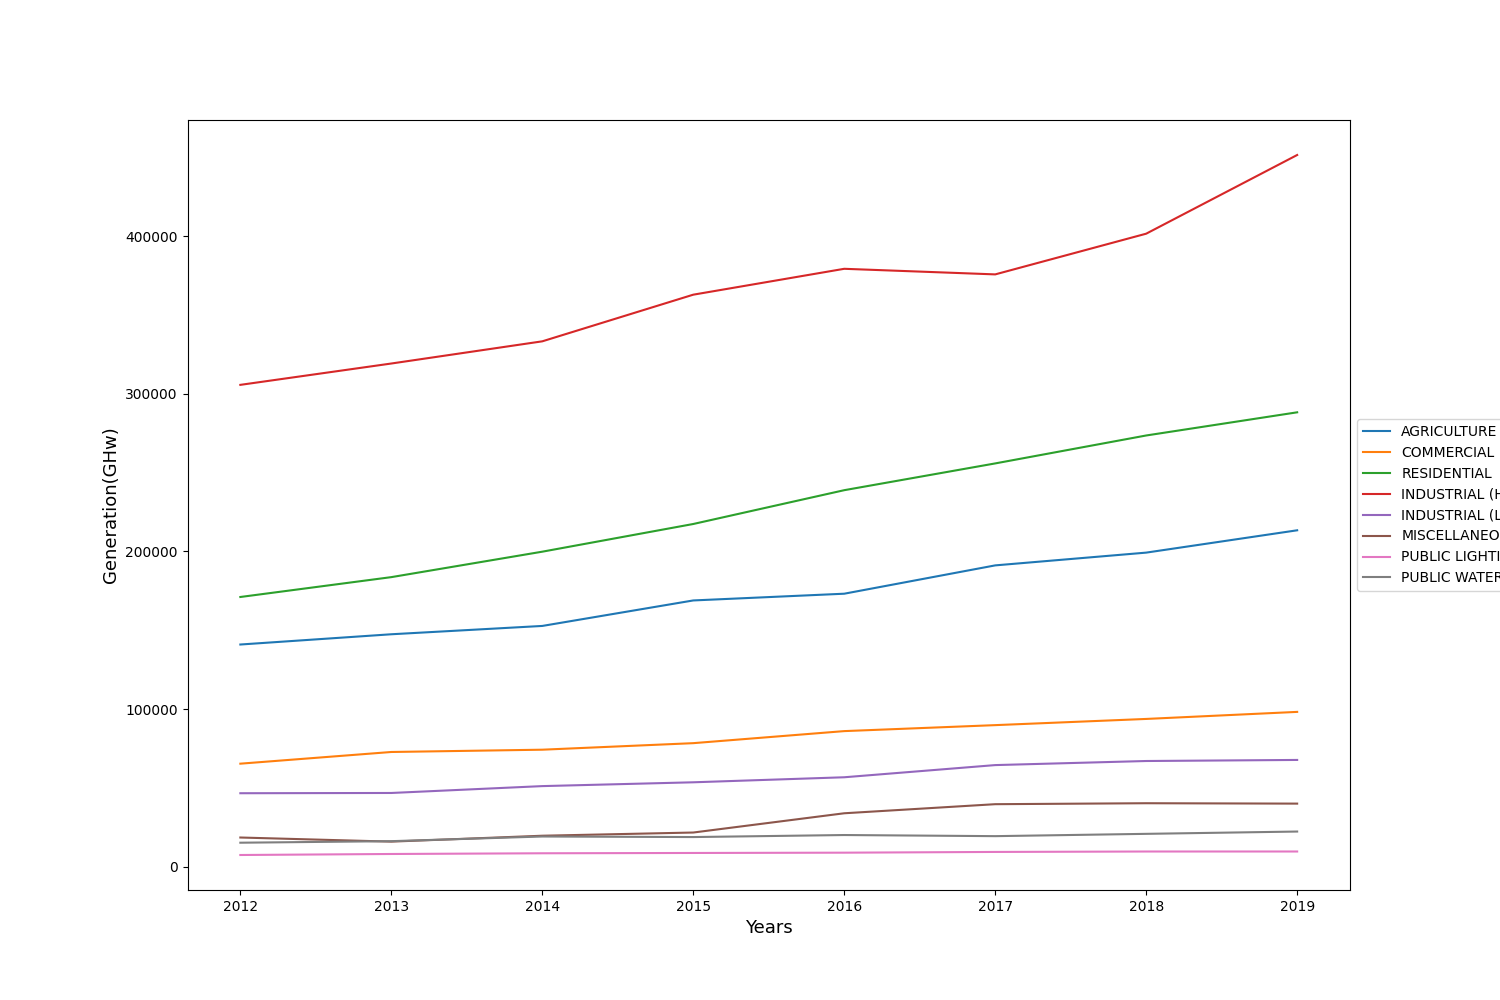 400000
300000
200000
100000
0
Generation(GHw)
2012 2013 2014 2015 2016 2017 2018 2019
Years
AGRICULTURE
COMMERCIAL
RESIDENTIAL
INDUSTRIAL (H
INDUSTRIAL (L
MISCELLANEO
PUBLIC LIGHTI
PUBLIC WATER